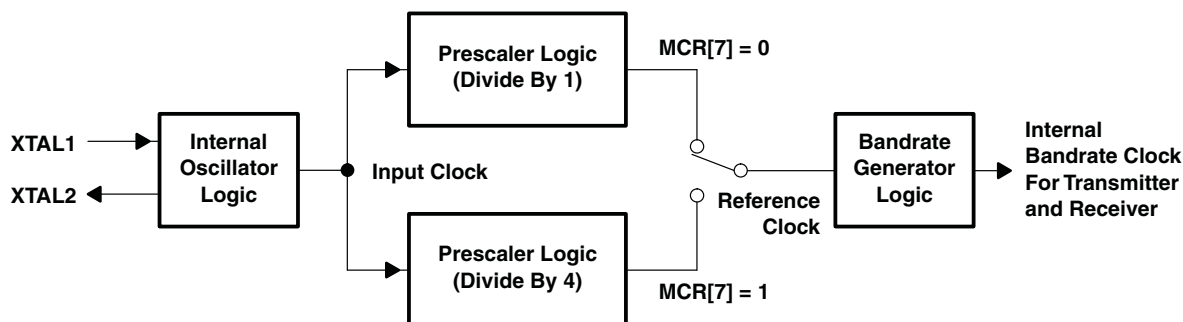 XTAL1
XTAL2
Internal
Oscillator
Logic
Input Clock
Prescaler Logic
(Divide By 1)
MCR[7] = 0
Prescaler Logic
(Divide By 4)
MCR[7] = 1
Reference
Clock
Bandrate
Generator
Logic
Internal
Bandrate Clock
For Transmitter
and Receiver